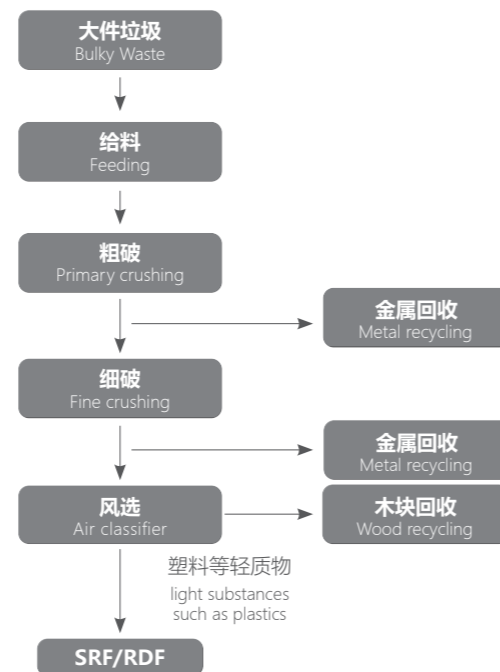 大件垃圾
Bulky Waste
给料
Feeding
粗破
Primary crushing
金属回收
Metal recycling
细破
Fine crushing
金属回收
Metal recycling
风选
Air classifier
木块回收
Wood recycling
塑料等轻质物
light substances
such as plastics
SRF/RDF